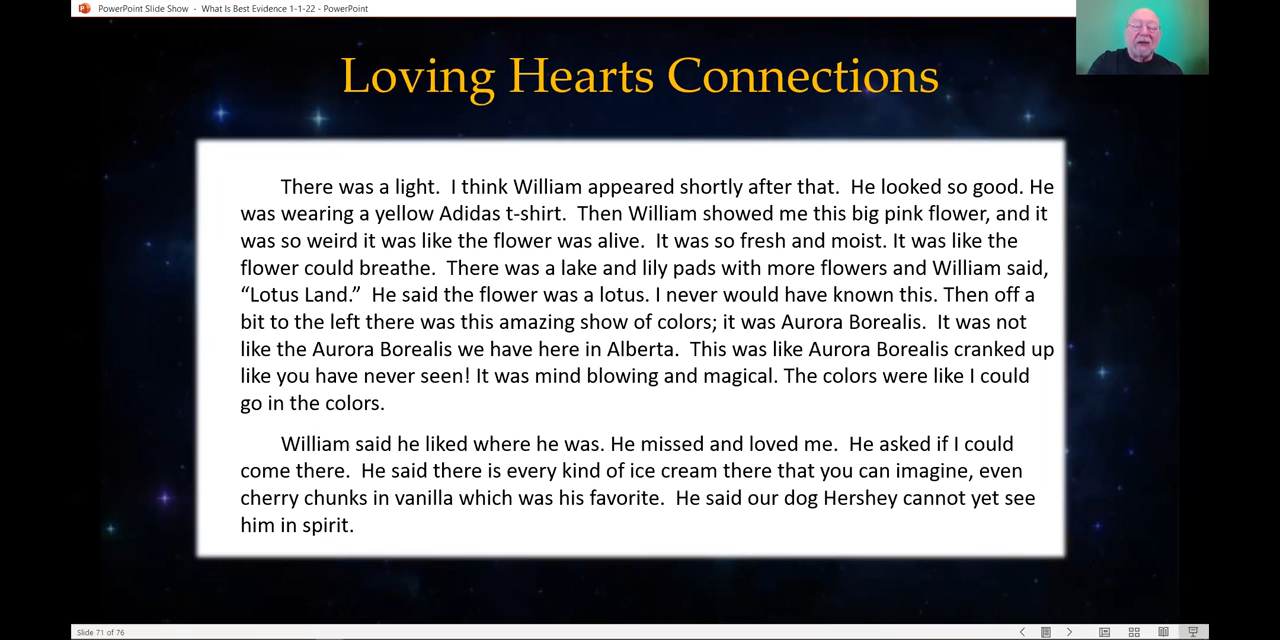 PowerPoint Slide Show - What Is Best Evidence 1-1-22 - PowerPoint
Loving Hearts Connections
There was a light. I think William appeared shortly after that. He looked so good. He
was wearing a yellow Adidas t-shirt. Then William showed me this big pink flower, and it
was so weird it was like the flower was alive. It was so fresh and moist. It was like the
flower could breathe. There was a lake and lily pads with more flowers and William said,
“Lotus Land.” He said the flower was a lotus. I never would have known this. Then off a
bit to the left there was this amazing show of colors; it was Aurora Borealis. It was not
like the Aurora Borealis we have here in Alberta. This was like Aurora Borealis cranked up
like you have never seen! It was mind blowing and magical. The colors were like I could
go in the colors.
William said he liked where he was. He missed and loved me. He asked if I could
come there. He said there is every kind of ice cream there that you can imagine, even
cherry chunks in vanilla which was his favorite. He said our dog Hershey cannot yet see
him in spirit.
Slide 71 of 76